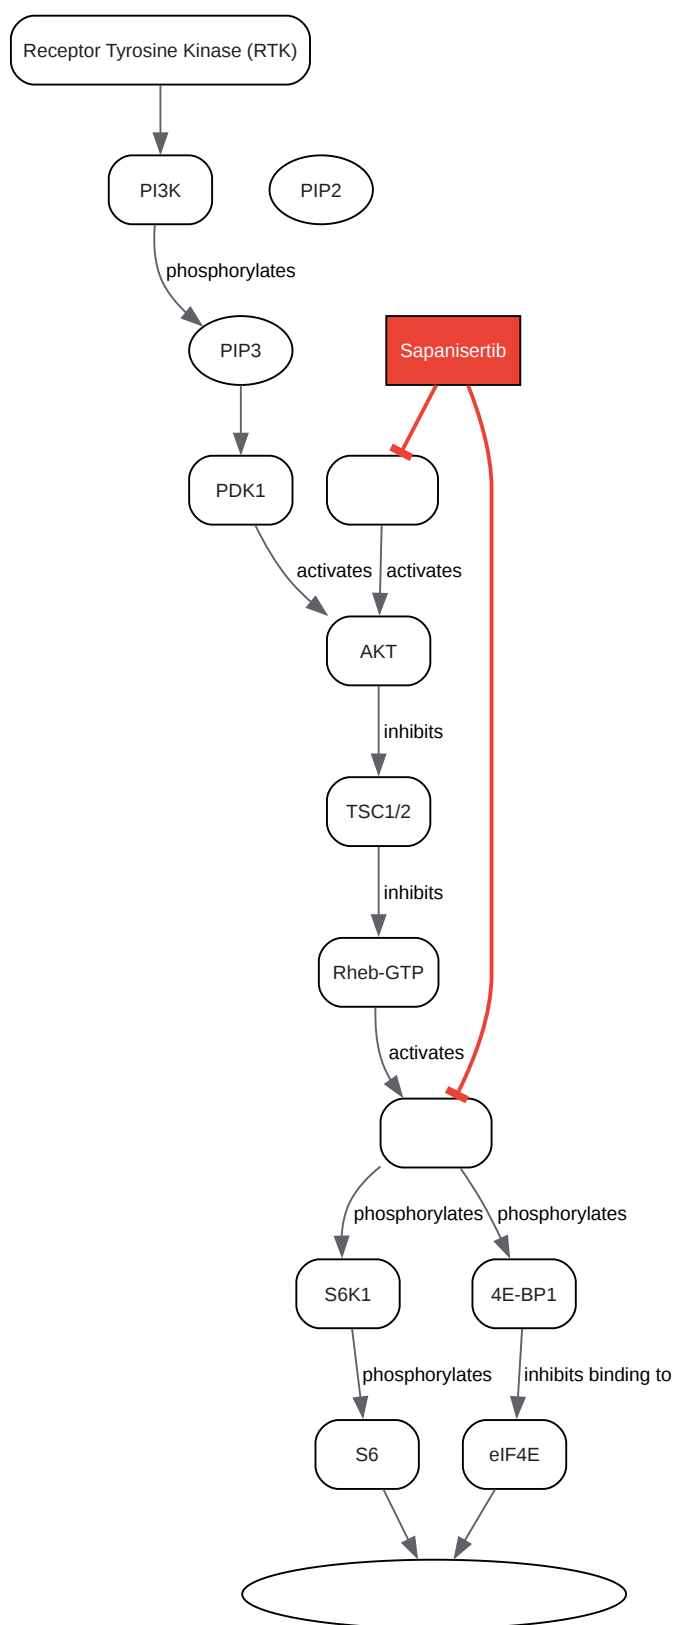 Receptor Tyrosine Kinase (RTK)
PI3K
PIP2
phosphorylates
PIP3
Sapanisertib
PDK1
activates
activates
AKT
inhibits
TSC1/2
inhibits
Rheb-GTP
activates
phosphorylates
phosphorylates
S6K1
4E-BP1
phosphorylates
inhibits binding to
S6
eIF4E